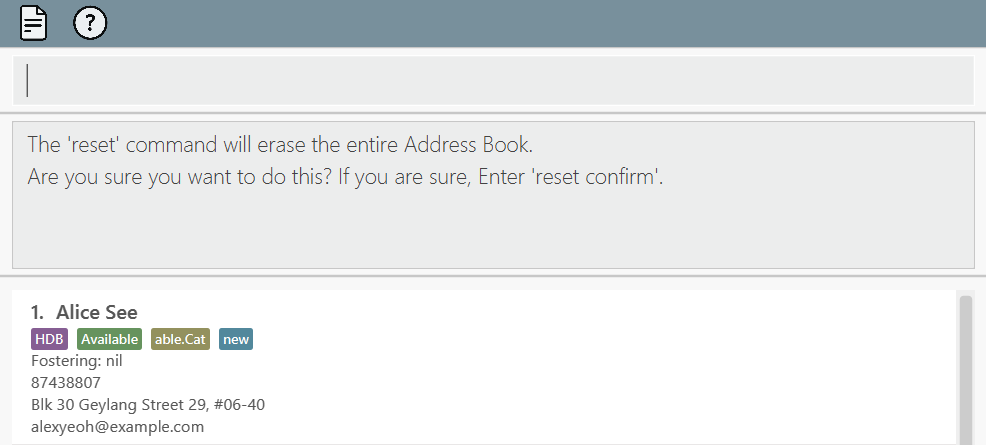 ?
The 'reset' command will erase the entire Address Book.
Are you sure you want to do this? If you are sure, Enter 'reset confirm'.
1. Alice See
HDB Available able.Cat new
Fostering: nil
87438807
Blk 30 Geylang Street 29, #06-40
alexyeoh@example.com